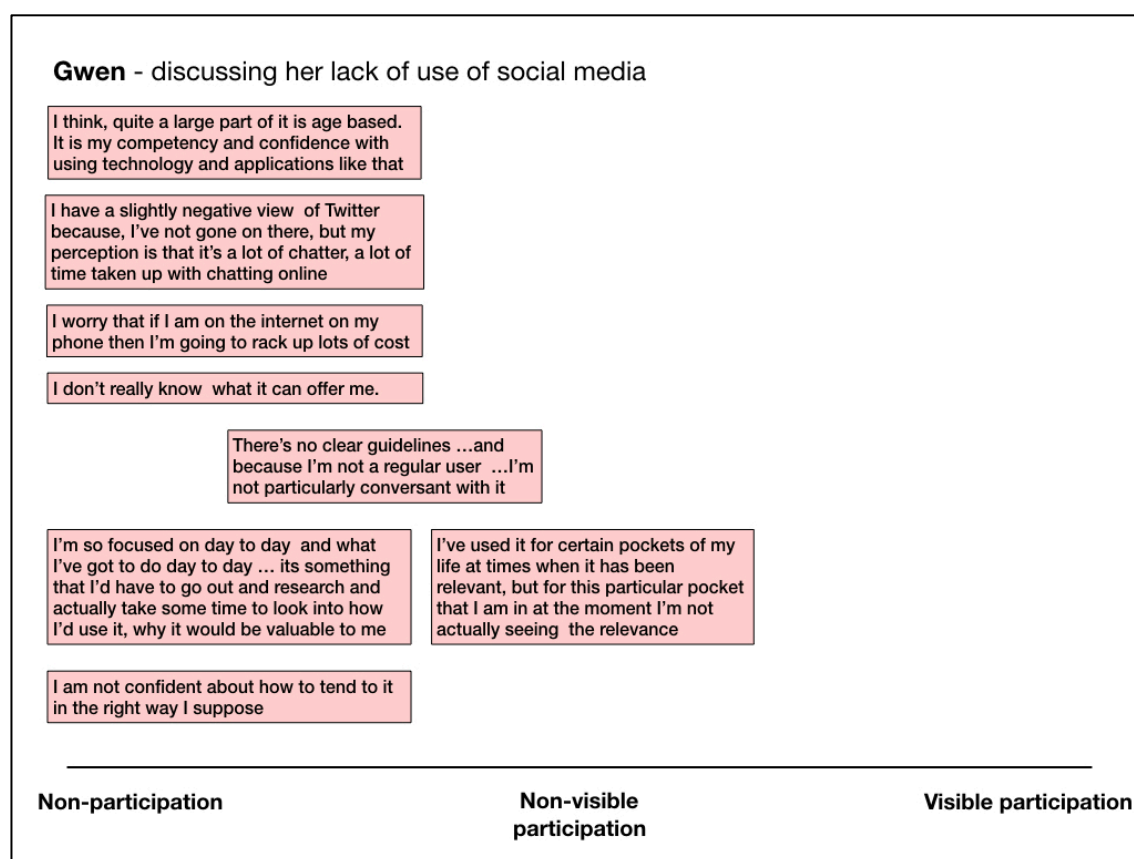 Gwen - discussing her lack of use of social media
I think, quite a large part of it is age based.
It is my competency and confidence with
using technology and applications like that
I have a slightly negative view  of Twitter
because, I've not gone on there, but my
perception is that it's a lot of chatter, a lot of
time taken up with chatting online
I worry that if I am on the internet on my
phone then I'm going to rack up lots of cost
I don't really know  what it can offer me.
There's no clear guidelines …and
because I'm not a regular user  …I'm
not particularly conversant with it
I'm so focused on day to day  and what
I've got to do day to day … its something
that I'd have to go out and research and
actually take some time to look into how
I'd use it, why it would be valuable to me
I've used it for certain pockets of my
life at times when it has been
relevant, but for this particular pocket
that I am in at the moment I'm not
actually seeing  the relevance
I am not confident about how to tend to it
in the right way I suppose
Non-participation
Non-visible
participation
Visible participation